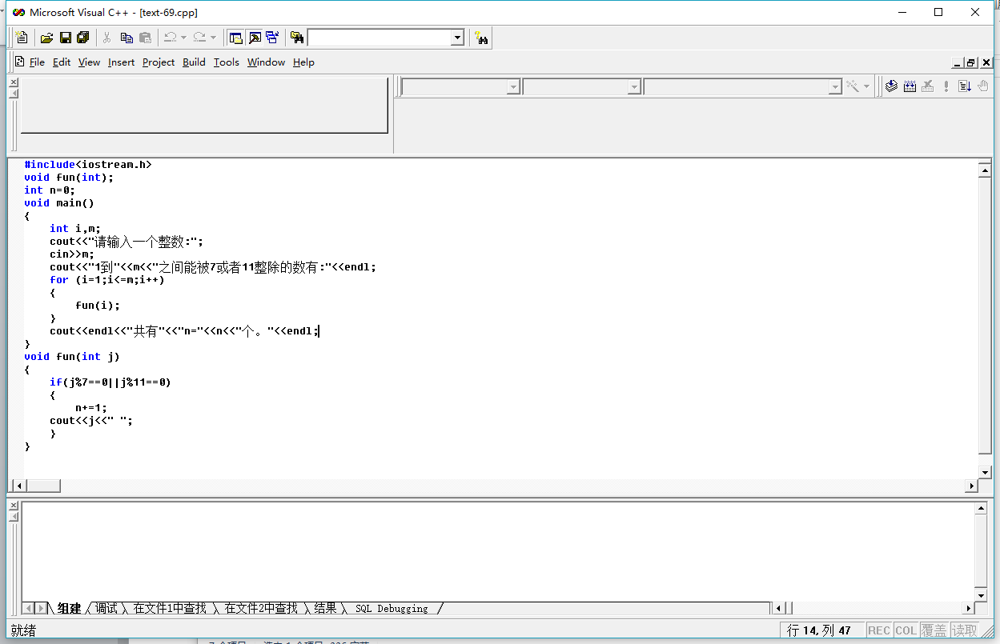 Microsoft Visual C++ - [text-69.cpp]
File Edit View Insert Project Build Tools Window Help
#include<iostream.h>
void fun(int);
int n=0;
void main()
{
int i,m;
cout<<"请输入一个整数:";
cin>>m;
cout<<"1到"<<m<<"之间能被7或者11整除的数有:"<<endl;
for (i=1;i<=m;i++)
{
fun(i);
}
cout<<endl<<"共有"<<"n="<<n<<"个。"<<endl;
}
void fun(int j)
{
if(j%7==0||j%11==0)
{
n+=1;
cout<<j<<" ";
}
}
组建 调试 在文件1中查找 在文件2中查找 结果 SQL Debugging
就绪 行 14,列 47 REC COL 覆盖 读取